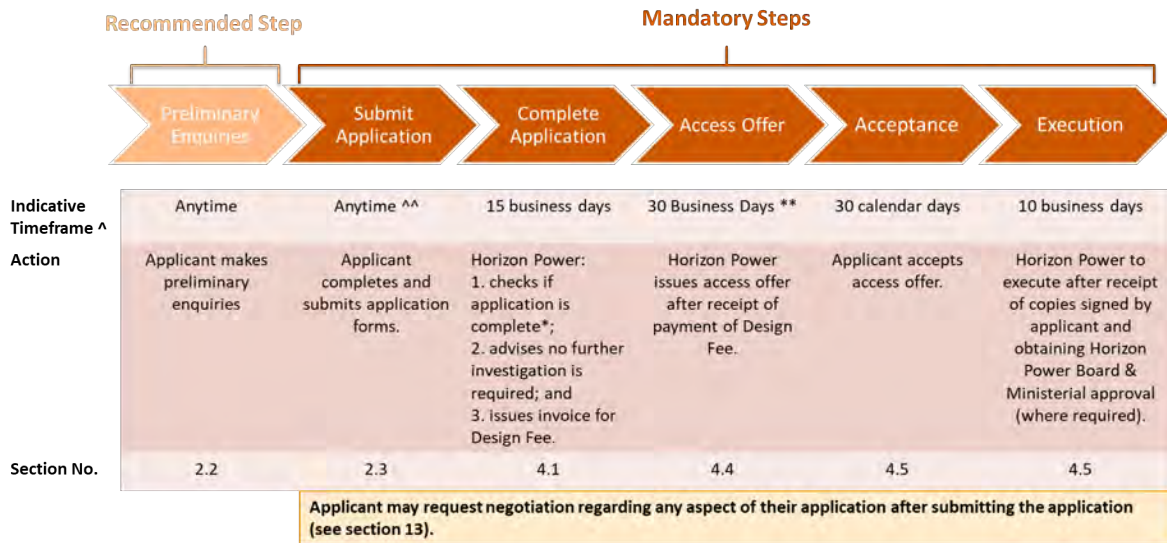 Recommended Step
Mandatory Steps
Preliminary
Enquiries
Submit
Application
Complete
Application
Access Offer
Acceptance
Execution
Indicative
Timeframe ^
Anytime
Anytime ^^
15 business days
30 Business Days **
30 calendar days
10 business days
Action
Applicant makes
preliminary
enquiries
Applicant
completes and
submits application
forms.
Horizon Power:
1. checks if
application is
complete*;
2. advises no further
investigation is
required; and
3. issues invoice for
Design Fee.
Horizon Power
issues access offer
after receipt of
payment of Design
Fee.
Applicant accepts
access offer.
Horizon Power to
execute after receipt
of copies signed by
applicant and
obtaining Horizon
Power Board &
Ministerial approval
(where required).
Section No.
2.2
2.3
4.1
4.4
4.5
4.5
Applicant may request negotiation regarding any aspect of their application after submitting the application
(see section 13).